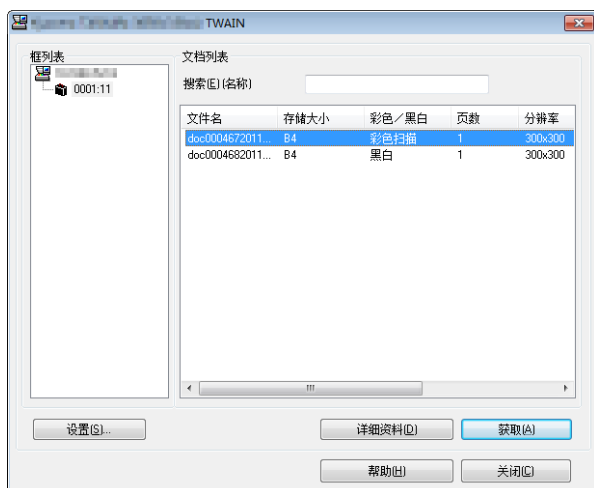 TWAIN
框列表
文档列表
0001:11
搜索(E)(名称)
文件名 存储大小 彩色／黑白 页数 分辨率
doc0004672011... B4 彩色扫描 1 300x300
doc0004682011... B4 黑白 1 300x300
设置(S)... 详细资料(D) 获取(A)
帮助(H) 关闭(C)